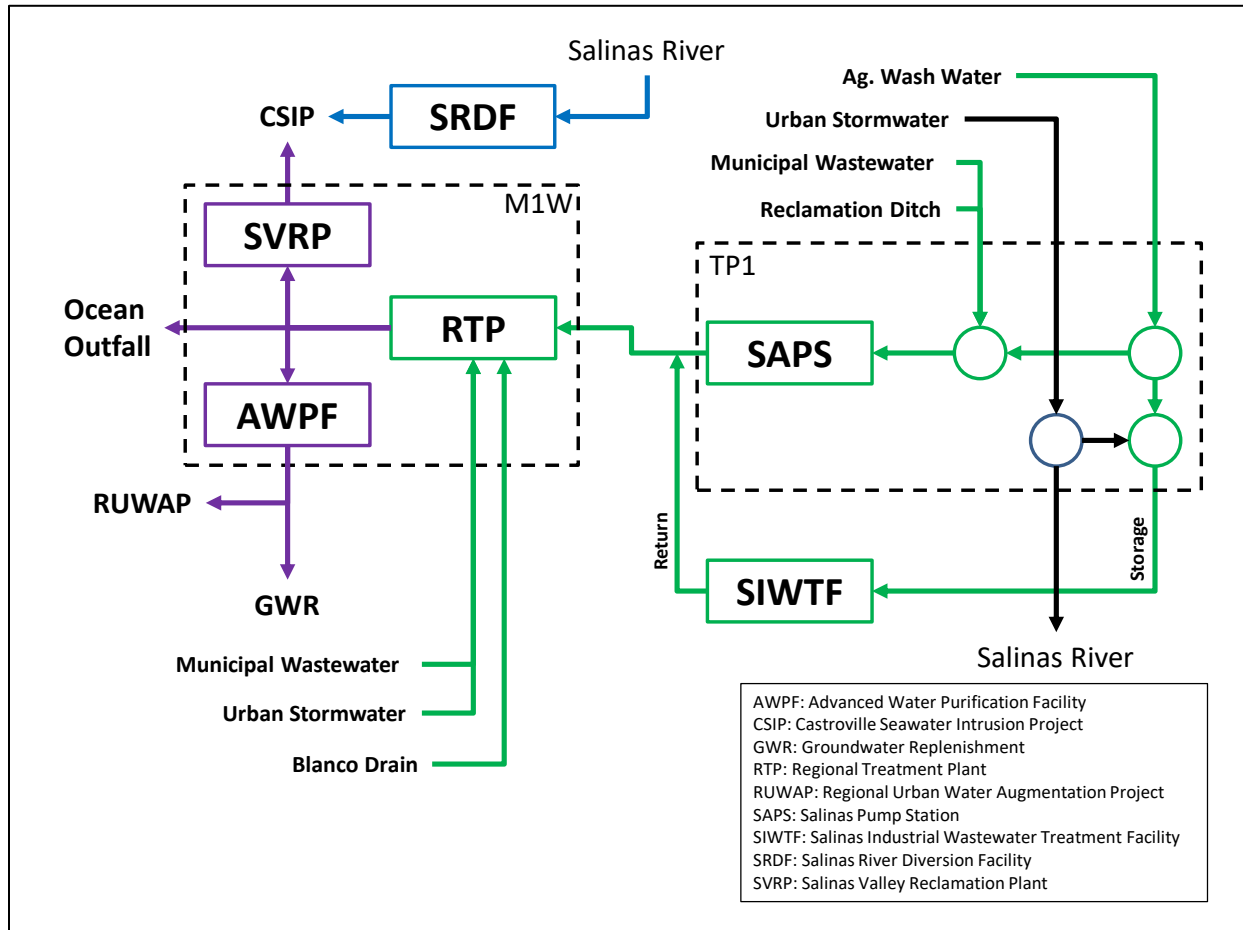 Salinas River
Ag. Wash Water
CSIP
SRDF
Urban Stormwater
Municipal Wastewater
M1W
Reclamation Ditch
SVRP
TP1
Ocean
Outfall
RTP
SAPS
AWPF
RUWAP
Return
Storage
SIWTF
GWR
Municipal Wastewater
Salinas River
Urban Stormwater
Blanco Drain
AWPF: Advanced Water Purification Facility
CSIP: Castroville Seawater Intrusion Project
GWR: Groundwater Replenishment
RTP: Regional Treatment Plant
RUWAP: Regional Urban Water Augmentation Project
SAPS: Salinas Pump Station
SIWTF: Salinas Industrial Wastewater Treatment Facility
SRDF: Salinas River Diversion Facility
SVRP: Salinas Valley Reclamation Plant